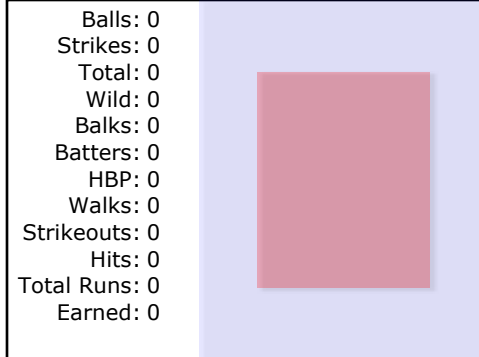 Balls: 0
Strikes: 0
Total: 0
Wild: 0
Balks: 0
Batters: 0
HBP: 0
Walks: 0
Strikeouts: 0
Hits: 0
Total Runs: 0
Earned: 0